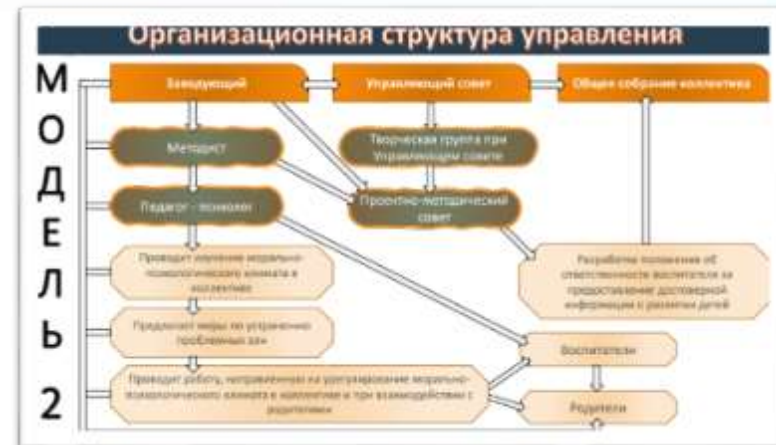 Организационная структура управления
МОДЕЛЬ 2
Заведующий
Управляющий совет
Общее собрание коллектива
Методист
Творческая группа при
Управляющем совете
Педагог - психолог
Проектно-методический
совет
Проводит изучение морально-
психологического климата в
коллективе
Разработка положения об
ответственности воспитателя за
предоставление достоверной
информации о развитии детей
Предлагает меры по устранению
проблемных зон
Воспитатели
Проводит работу, направленную на урегулирование морально-
психологического климата в коллективе и при взаимодействии с
родителями
Родители